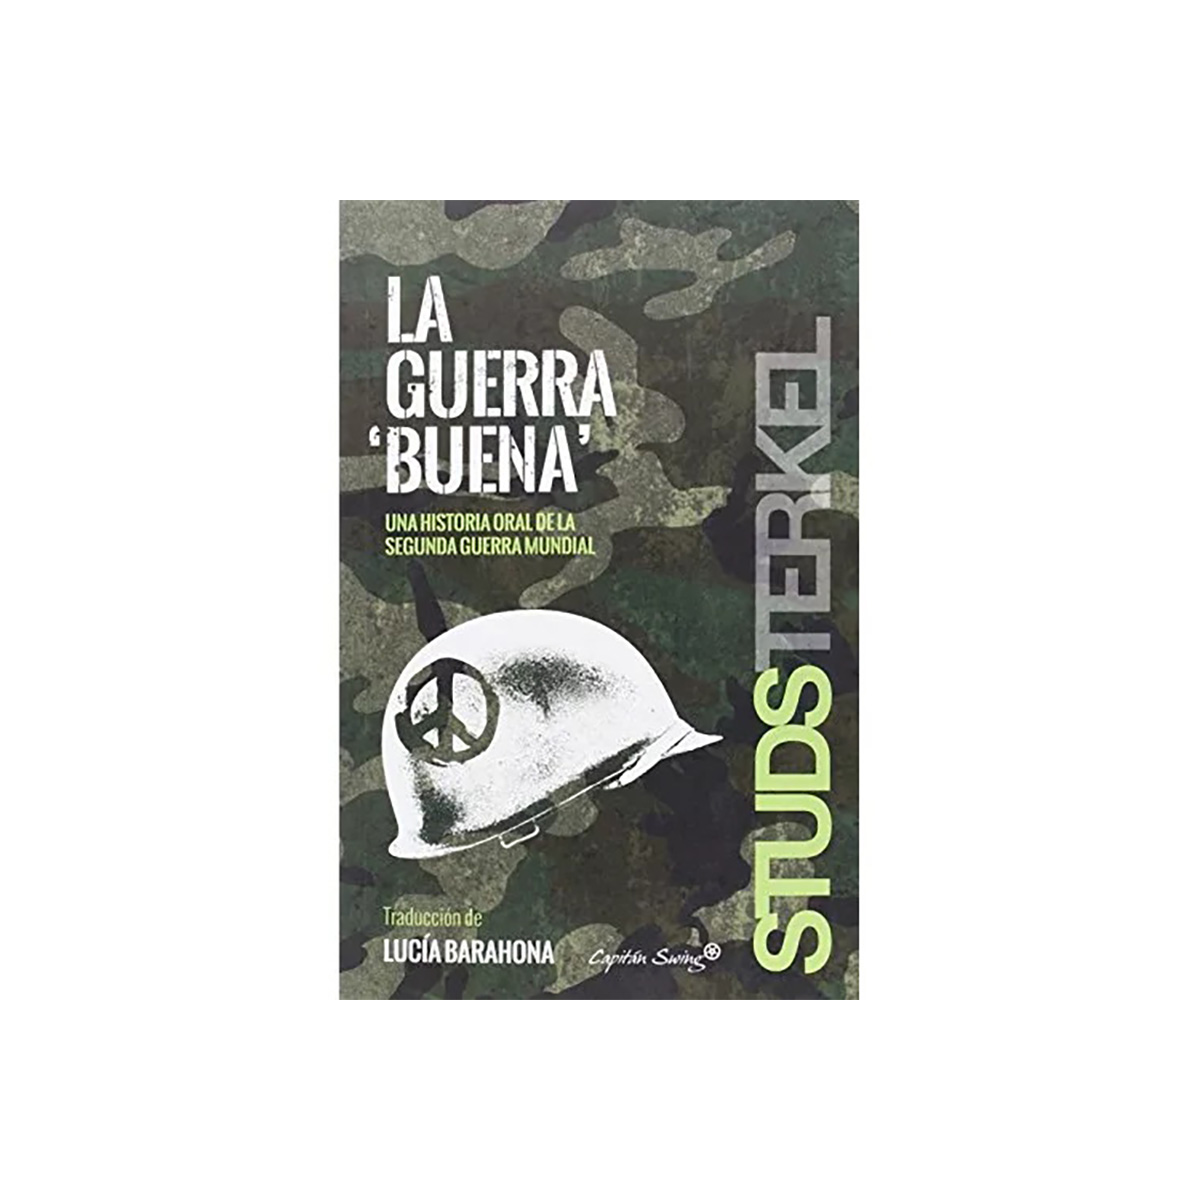 LA
GUERRA
‘BUENA’
UNA HISTORIA ORAL DE LA
SEGUNDA GUERRA MUNDIAL
STUDS TERKEL
Traducción de
LUCÍA BARAHONA
Capitán Swing